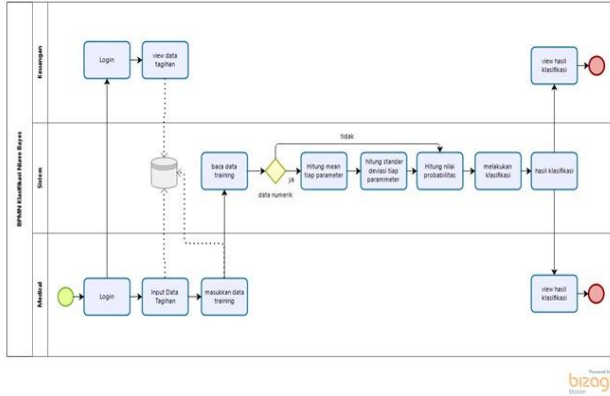 BPMN Klasifikasi NIave Bayes
Keuangan
Login
view data
tagihan
view hasil
klasifikasi
Sistem
tidak
baca data
training
data numerik
ya
Hitung mean
tiap parameter
hitung standar
deviasi tiap
parammeter
Hitung nilai
probabilitas
melakukan
klasifikasi
hasil klasifikasi
Medical
Login
Input Data
Tagihan
masukkan data
training
view hasil
klasifikasi
Powered by
bizagi
Modeler